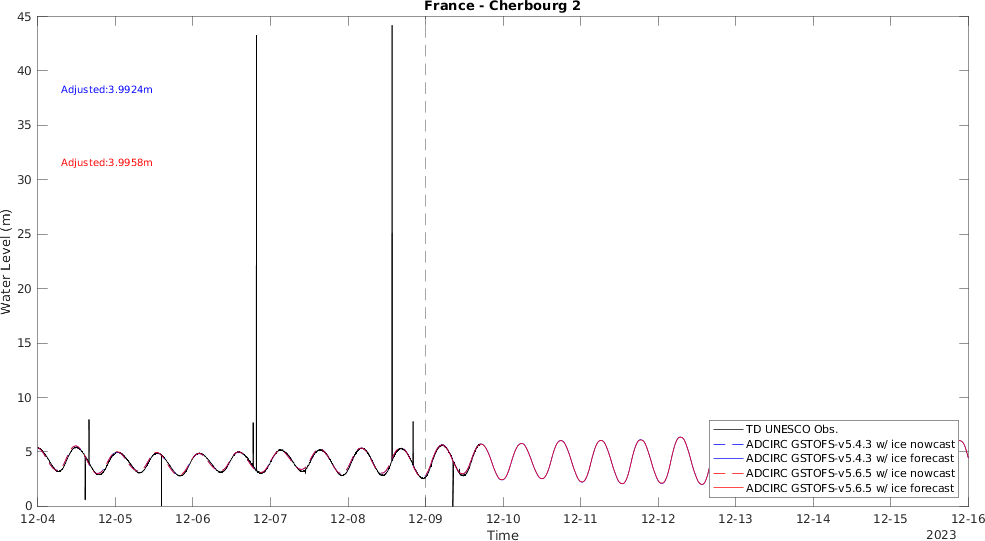 France - Cherbourg 2
45
40
35
30
25
20
15
10
5
0
Water Level (m)
Adjusted:3.9924m
Adjusted:3.9958m
TD UNESCO Obs.
ADCIRC GSTOFS-v5.4.3 w/ ice nowcast
ADCIRC GSTOFS-v5.4.3 w/ ice forecast
ADCIRC GSTOFS-v5.6.5 w/ ice nowcast
ADCIRC GSTOFS-v5.6.5 w/ ice forecast
12-04 12-05 12-06 12-07 12-08 12-09 12-10 12-11 12-12 12-13 12-14 12-15 12-16
Time
2023